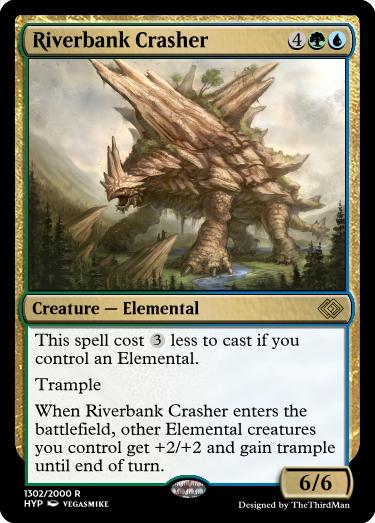 Riverbank Crasher 4
Creature — Elemental
This spell cost 3 less to cast if you
control an Elemental.
Trample
When Riverbank Crasher enters the
battlefield, other Elemental creatures
you control get +2/+2 and gain trample
until end of turn.
6/6
1302/2000 R
HYP VEGASMIKE
Designed by TheThirdMan